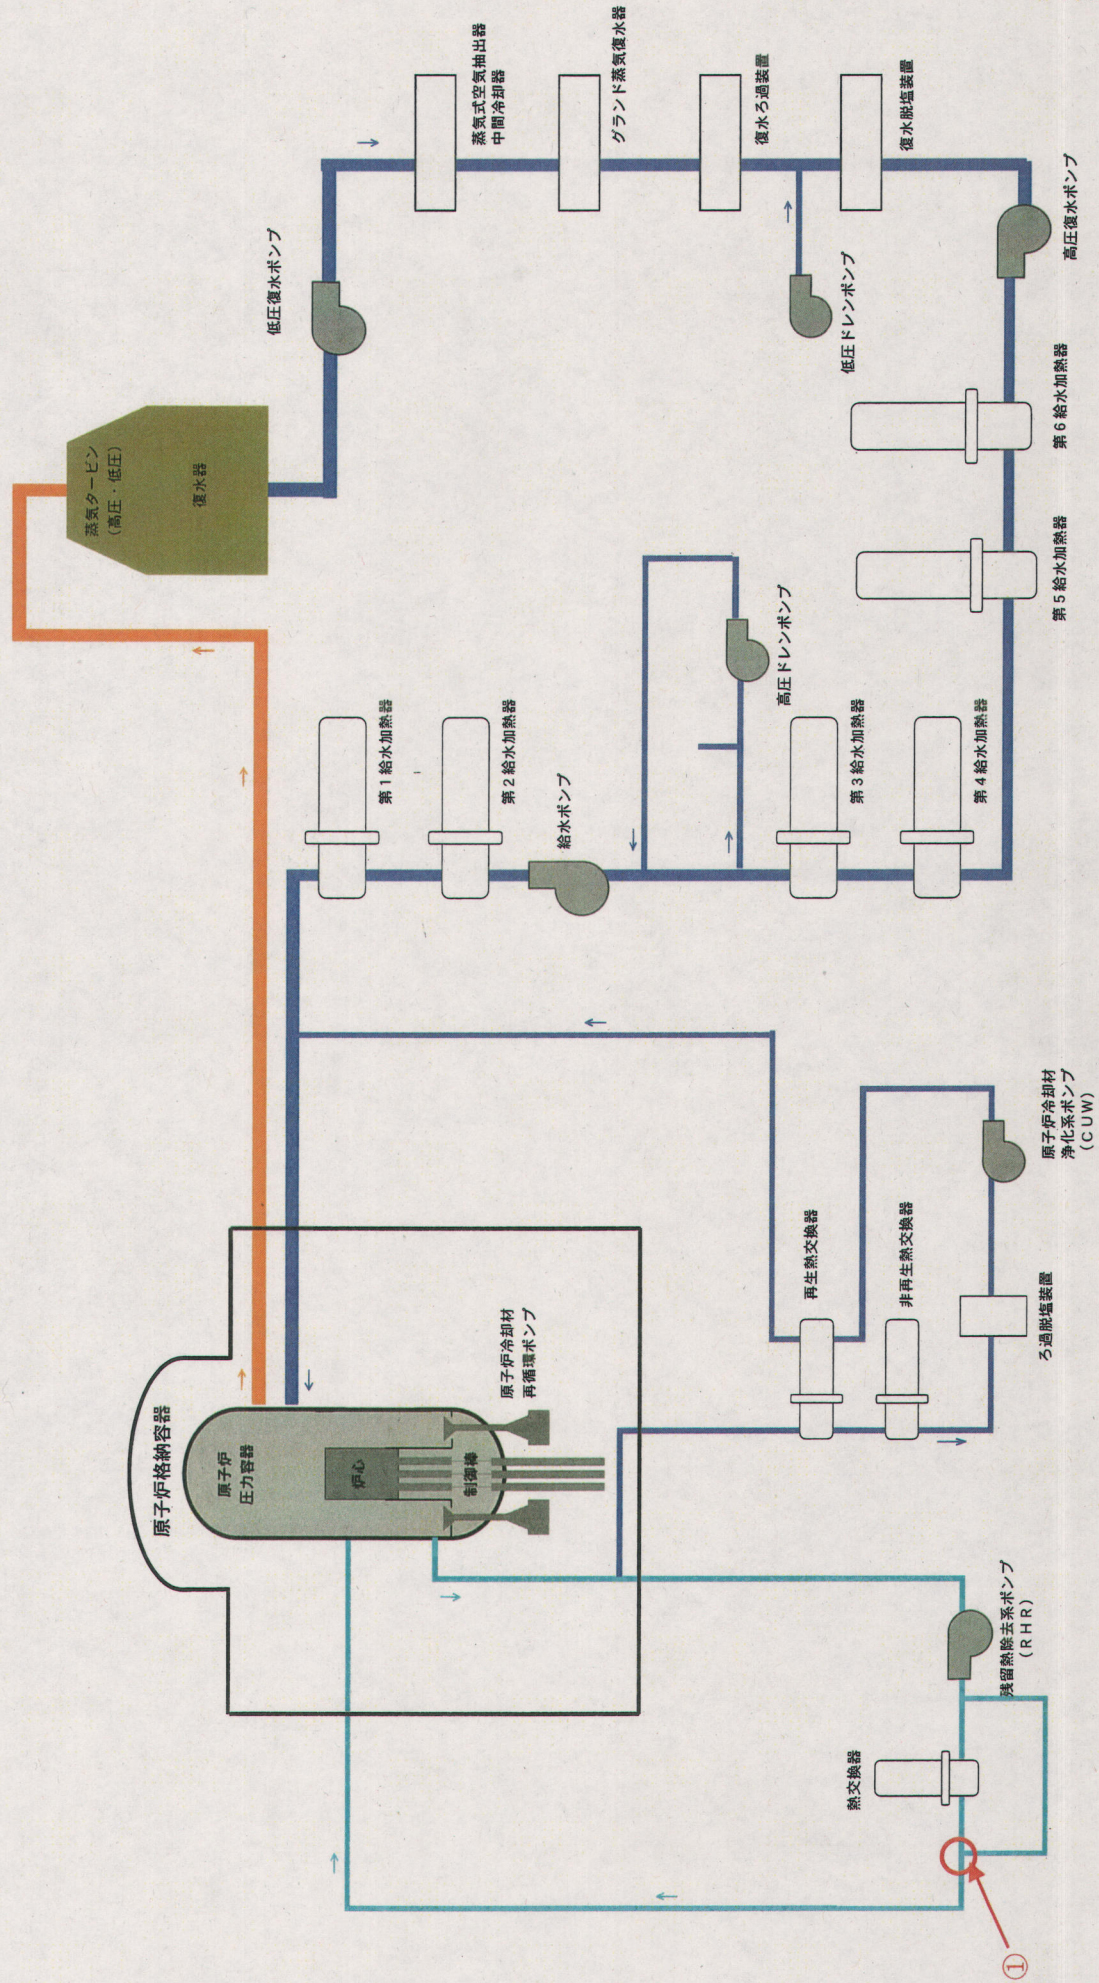 蒸気タービン
(高圧・低圧)
復水器
低圧復水ポンプ
蒸気式空気抽出器
中間冷却器
グランド蒸気復水器
復水ろ過装置
復水脱塩装置
低圧ドレンポンプ
高圧復水ポンプ
第6給水加熱器
第5給水加熱器
第4給水加熱器
第3給水加熱器
高圧ドレンポンプ
給水ポンプ
第2給水加熱器
第1給水加熱器
原子炉格納容器
原子炉
圧力容器
炉心
制御棒
原子炉冷却材
再循環ポンプ
再生熱交換器
非再生熱交換器
原子炉冷却材
浄化系ポンプ
(CUW)
ろ過脱塩装置
残留熱除去系ポンプ
(RHR)
熱交換器
①